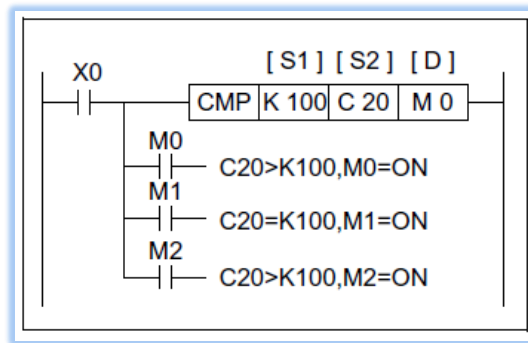 [ S1 ] [ S2 ] [ D ]
X0
CMP K 100 C 20 M 0
M0
C20>K100,M0=ON
M1
C20=K100,M1=ON
M2
C20>K100,M2=ON